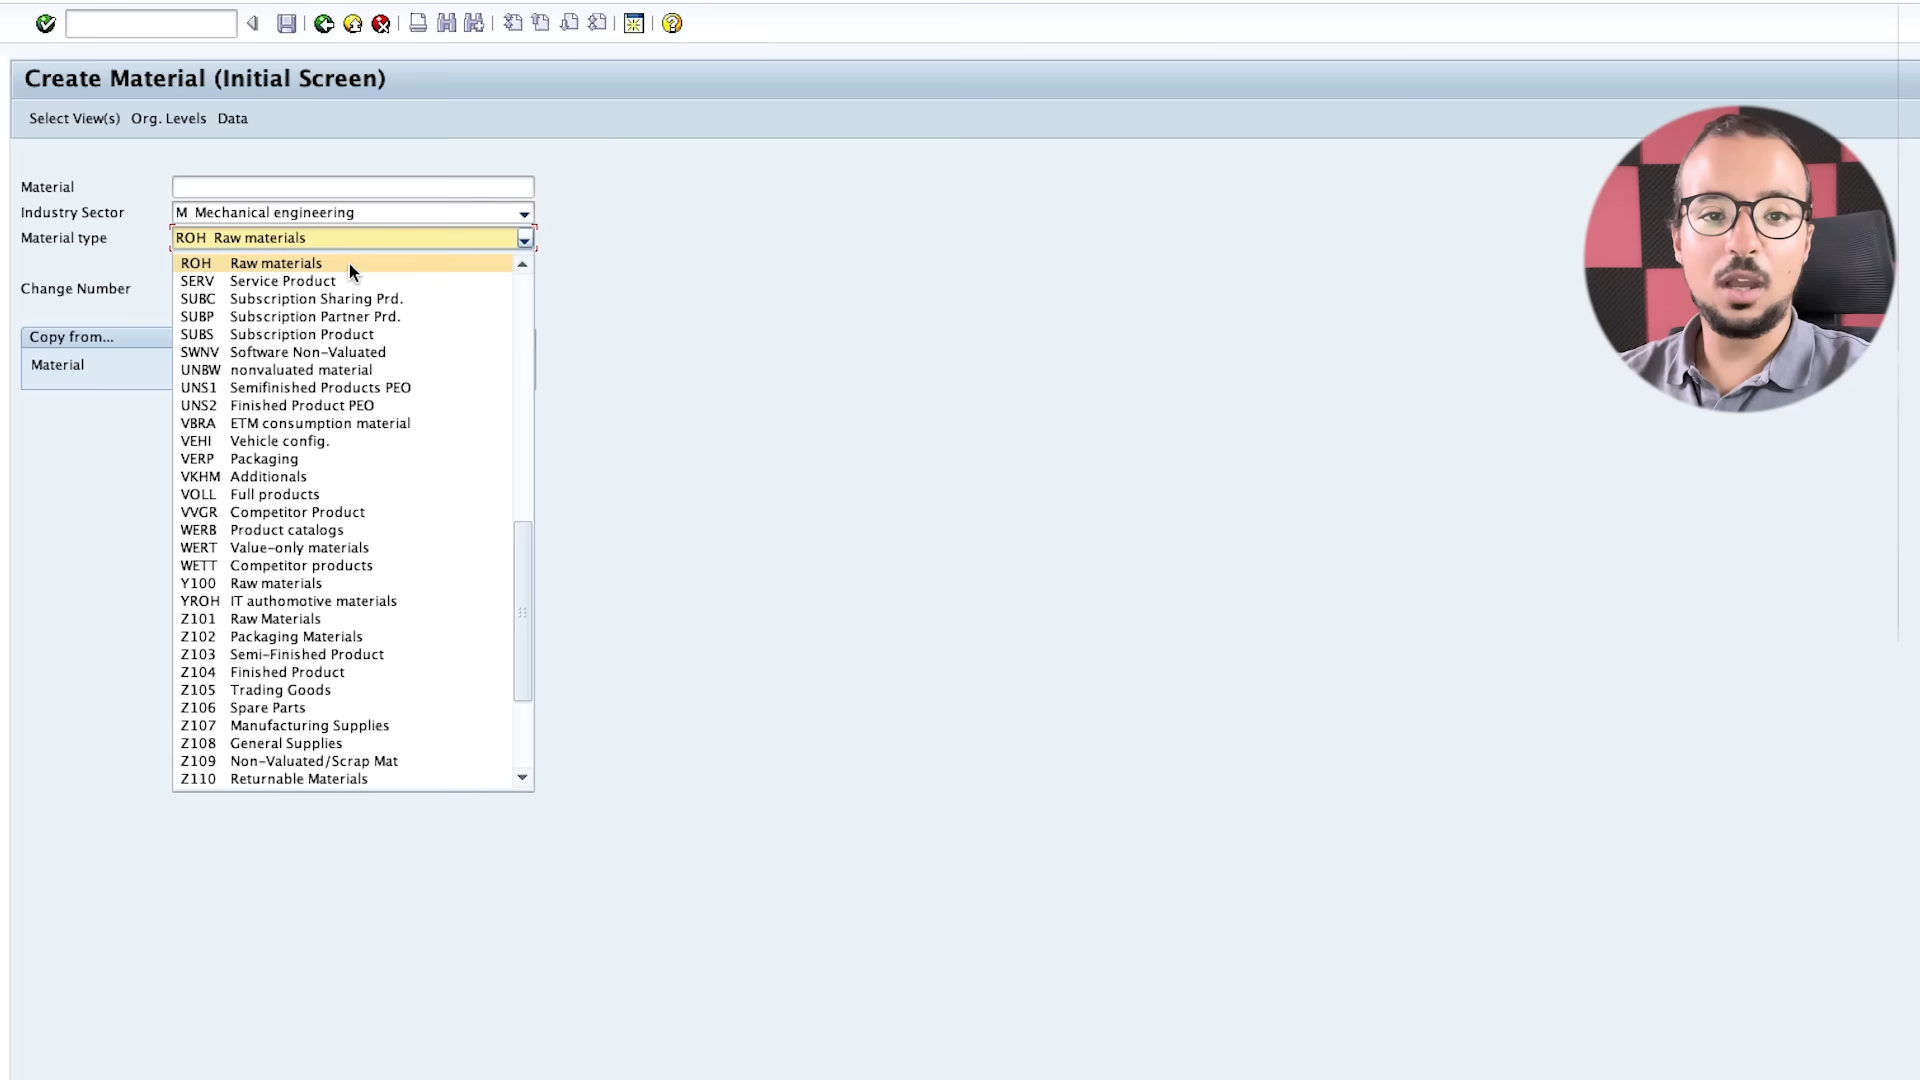 Create Material (Initial Screen)
Select View(s) Org. Levels Data
Material
Industry Sector M Mechanical engineering
Material type ROH Raw materials
ROH Raw materials
SERV Service Product
SUBC Subscription Sharing Prd.
Change Number
SUBP Subscription Partner Prd.
SUBS Subscription Product
Copy from...
SWNV Software Non-Valuated
Material
UNBW nonvaluated material
UNS1 Semifinished Products PEO
UNS2 Finished Product PEO
VBRA ETM consumption material
VEHI Vehicle config.
VERP Packaging
VKHM Additionals
VOLL Full products
VVGR Competitor Product
WERB Product catalogs
WERT Value-only materials
WETT Competitor products
Y100 Raw materials
YROH IT authomotive materials
Z101 Raw Materials
Z102 Packaging Materials
Z103 Semi-Finished Product
Z104 Finished Product
Z105 Trading Goods
Z106 Spare Parts
Z107 Manufacturing Supplies
Z108 General Supplies
Z109 Non-Valuated/Scrap Mat
Z110 Returnable Materials